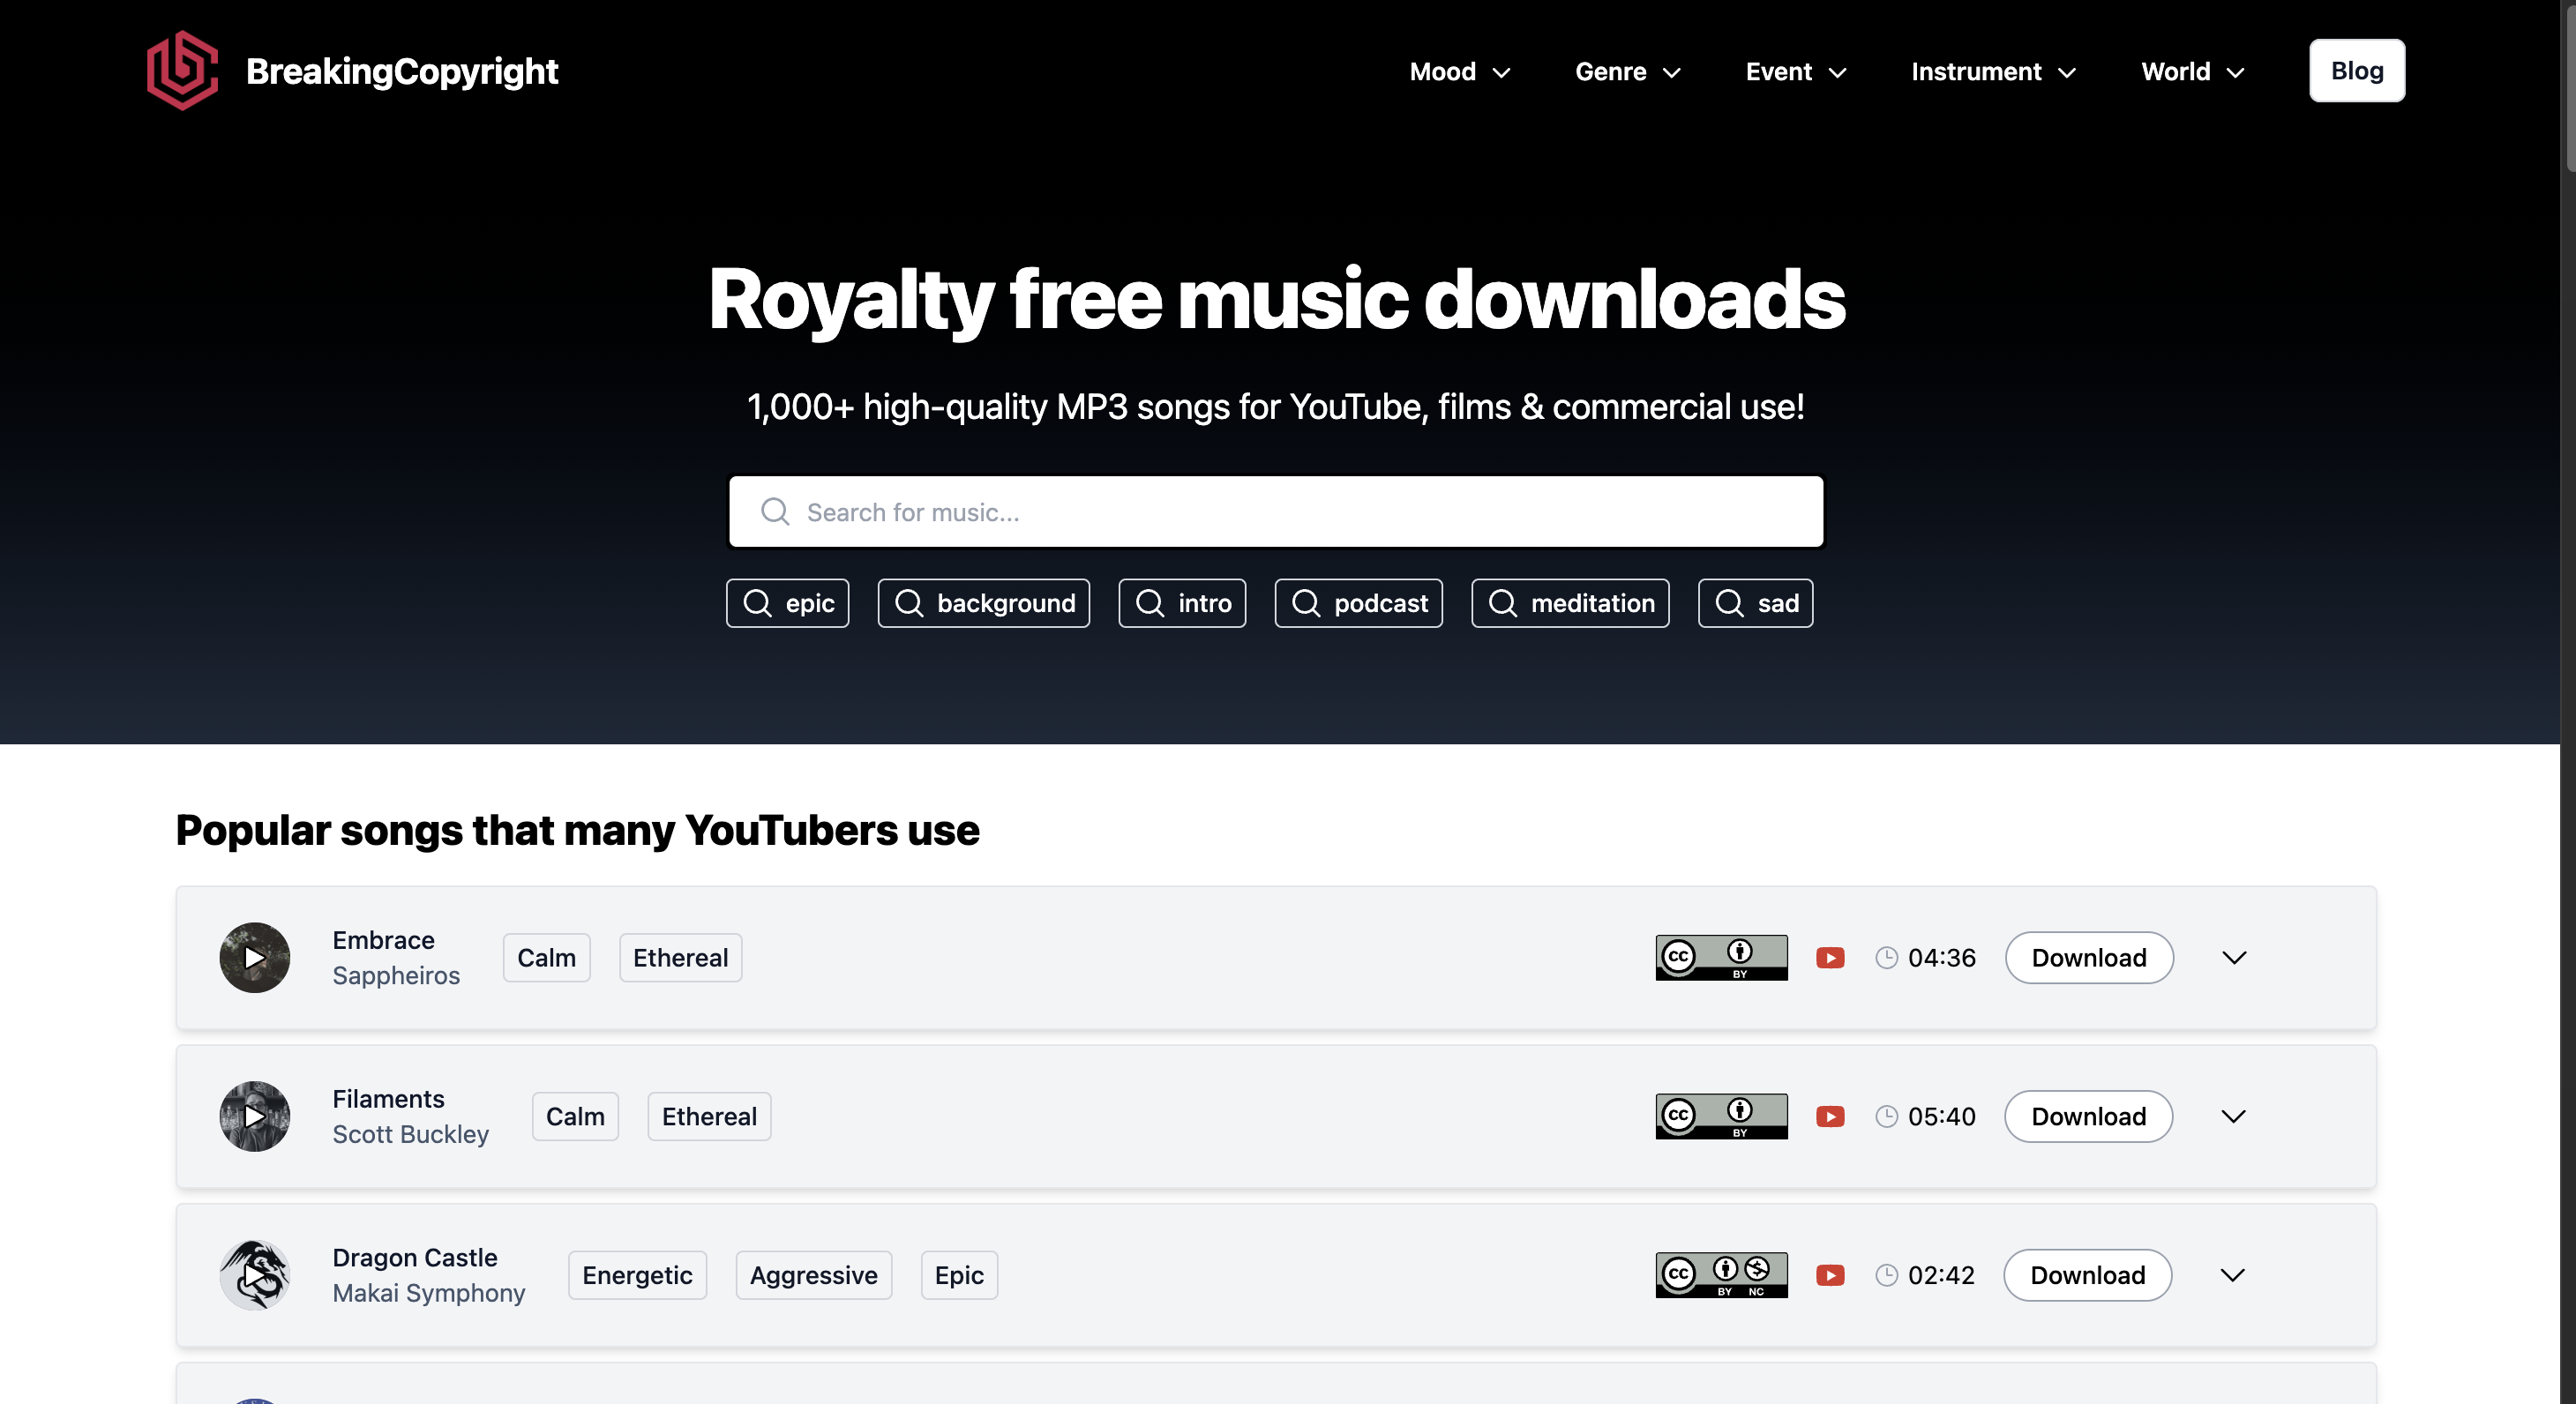 BreakingCopyright
Mood
Genre
Event
Instrument
World
Blog
Royalty free music downloads
1,000+ high-quality MP3 songs for YouTube, films & commercial use!
Search for music...
epic
background
intro
podcast
meditation
sad
Popular songs that many YouTubers use
Embrace
Sappheiros
Calm
Ethereal
CC
BY
04:36
Download
Filaments
Scott Buckley
Calm
Ethereal
CC
BY
05:40
Download
Dragon Castle
Makai Symphony
Energetic
Aggressive
Epic
CC
BY NC
02:42
Download